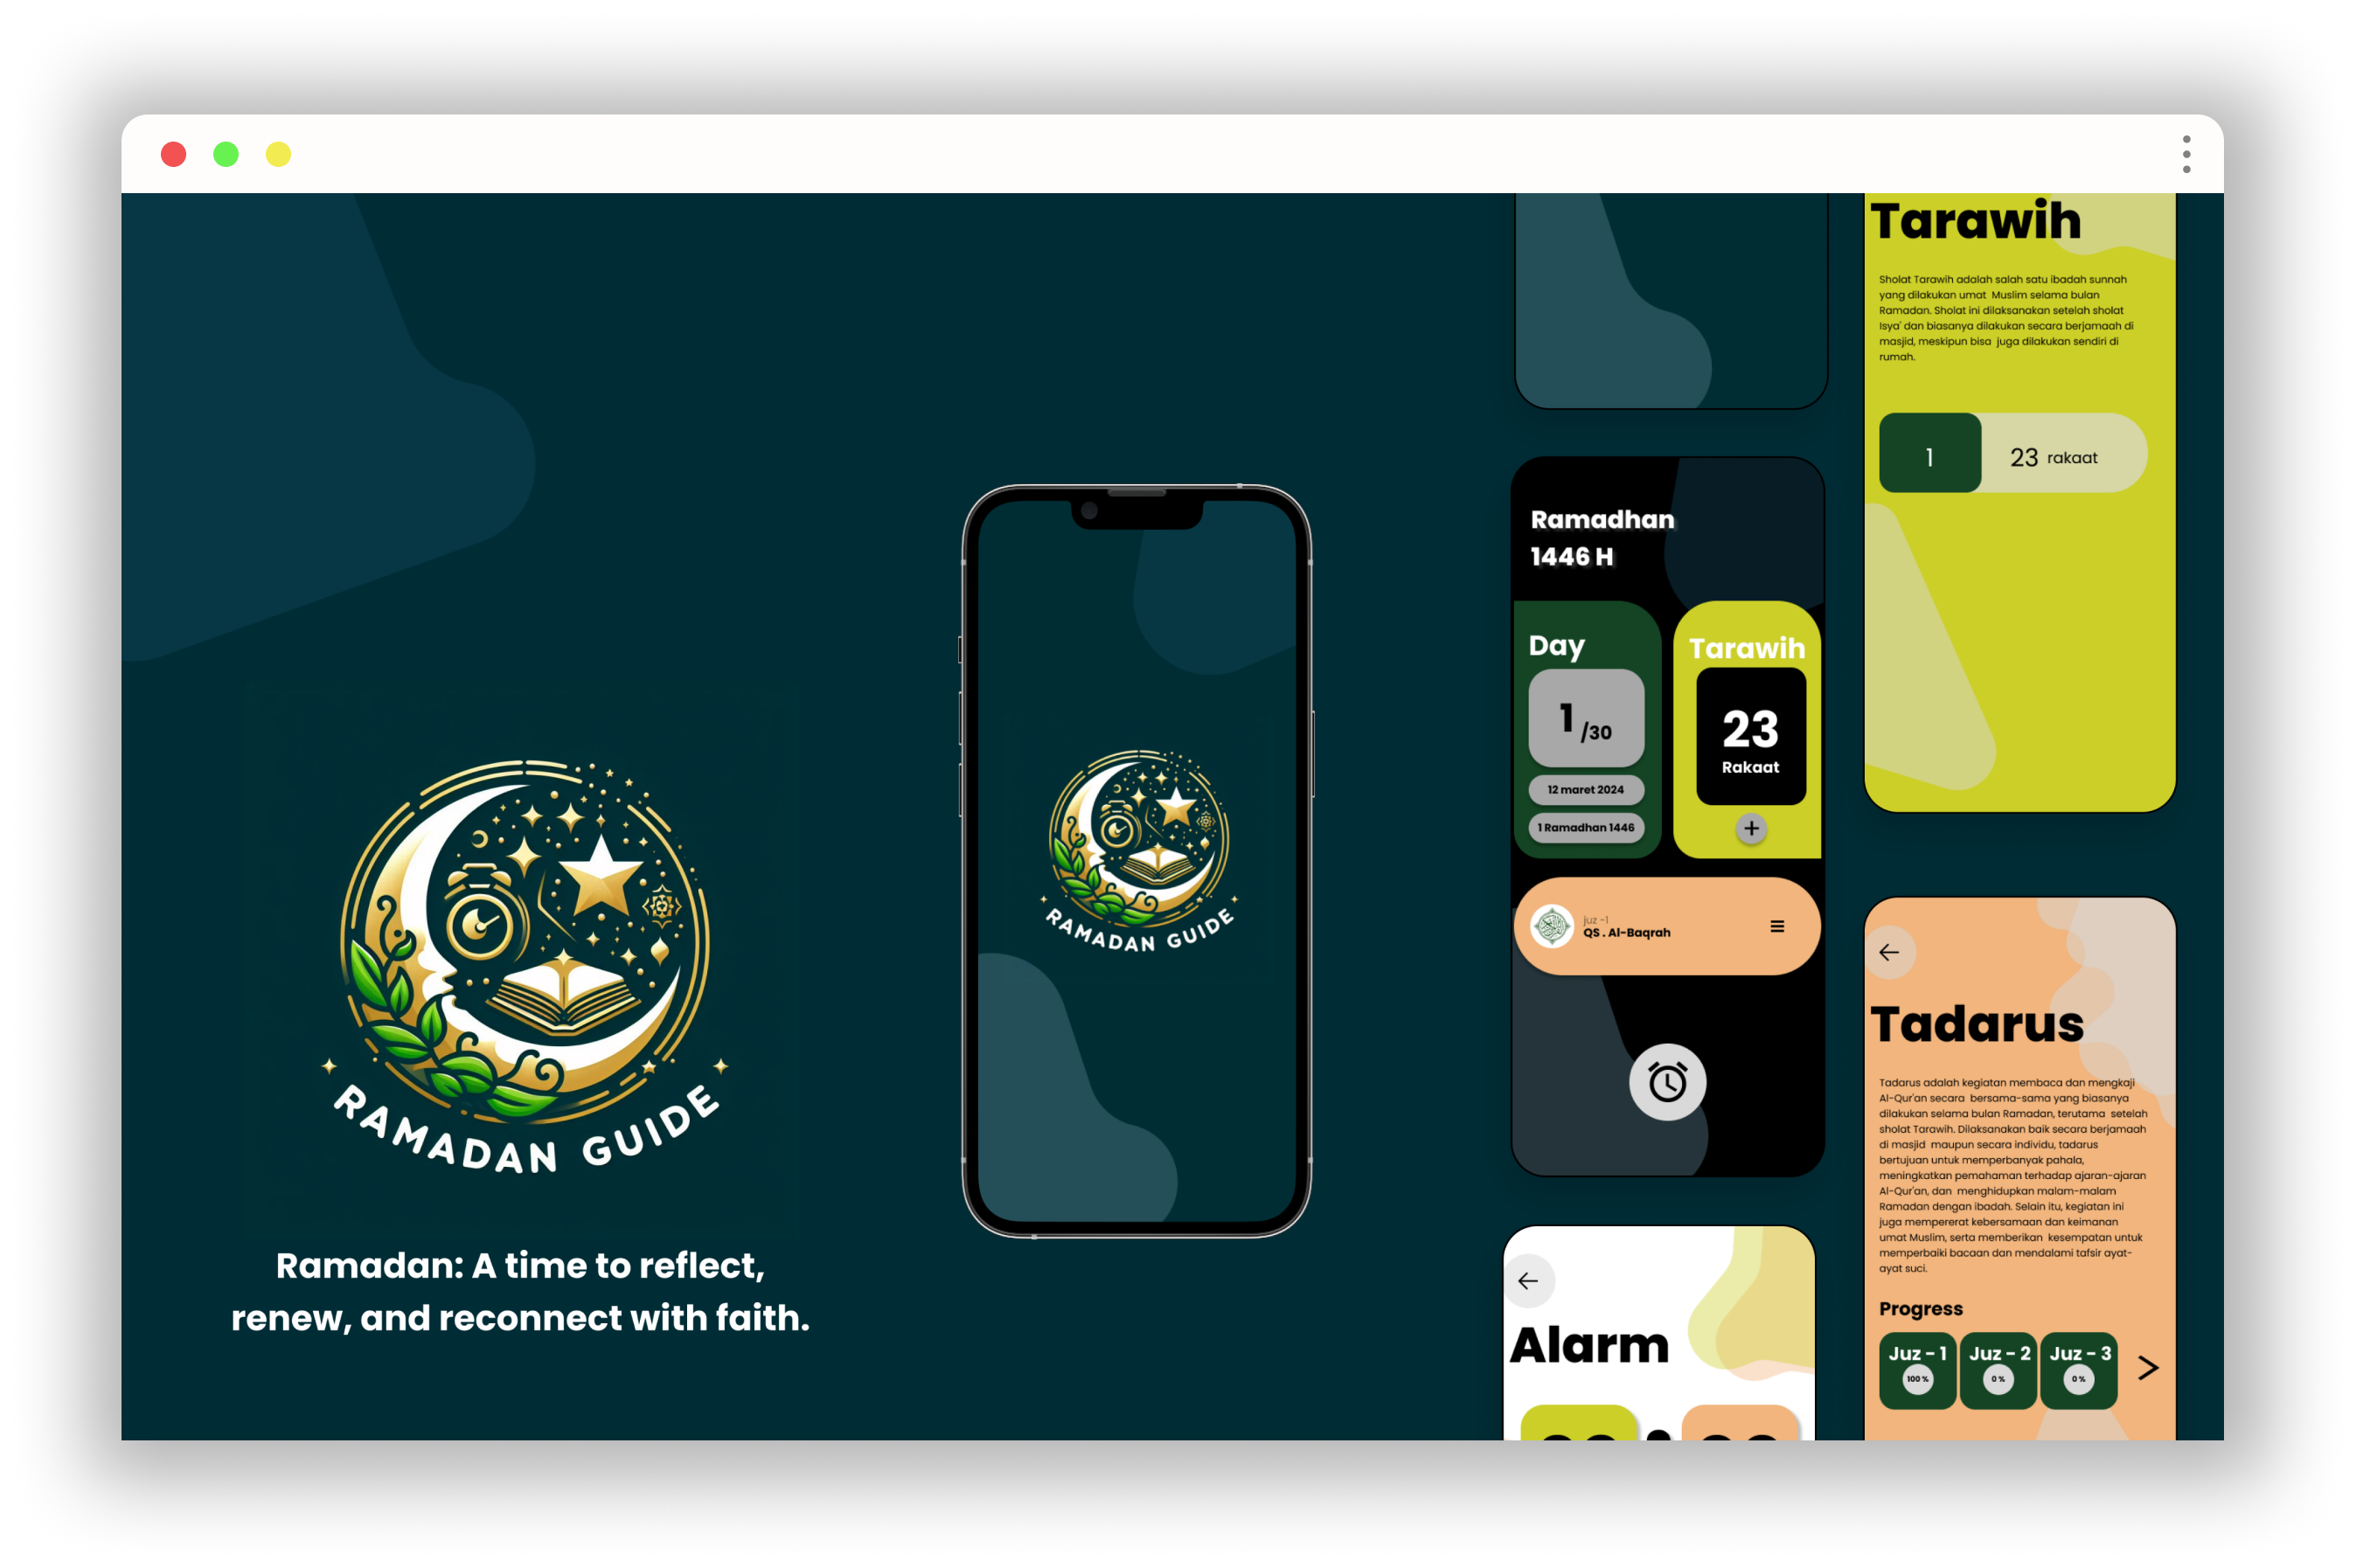 RAMADAN GUIDE
Ramadan: A time to reflect,
renew, and reconnect with faith.
RAMADAN GUIDE
Ramadhan
1446 H
Day
1 /30
12 maret 2024
1 Ramadhan 1446
Tarawih
23
Rakaat
+
juz -1
QS . Al-Baqrah
Alarm
Tarawih
Sholat Tarawih adalah salah satu ibadah sunnah
yang dilakukan umat Muslim selama bulan
Ramadan. Sholat ini dilaksanakan setelah sholat
Isya' dan biasanya dilakukan secara berjamaah di
masjid, meskipun bisa juga dilakukan sendiri di
rumah.
1
23 rakaat
Tadarus
Tadarus adalah kegiatan membaca dan mengkaji
Al-Qur'an secara bersama-sama yang biasanya
dilakukan selama bulan Ramadan, terutama setelah
sholat Tarawih. Dilaksanakan baik secara berjamaah
di masjid maupun secara individu, tadarus
bertujuan untuk memperbanyak pahala,
meningkatkan pemahaman terhadap ajaran-ajaran
Al-Qur'an, dan menghidupkan malam-malam
Ramadan dengan ibadah. Selain itu, kegiatan ini
juga mempererat kebersamaan dan keimanan
umat Muslim, serta memberikan kesempatan untuk
memperbaiki bacaan dan mendalami tafsir ayat-
ayat suci.
Progress
Juz - 1
100 %
Juz - 2
0 %
Juz - 3
0 %